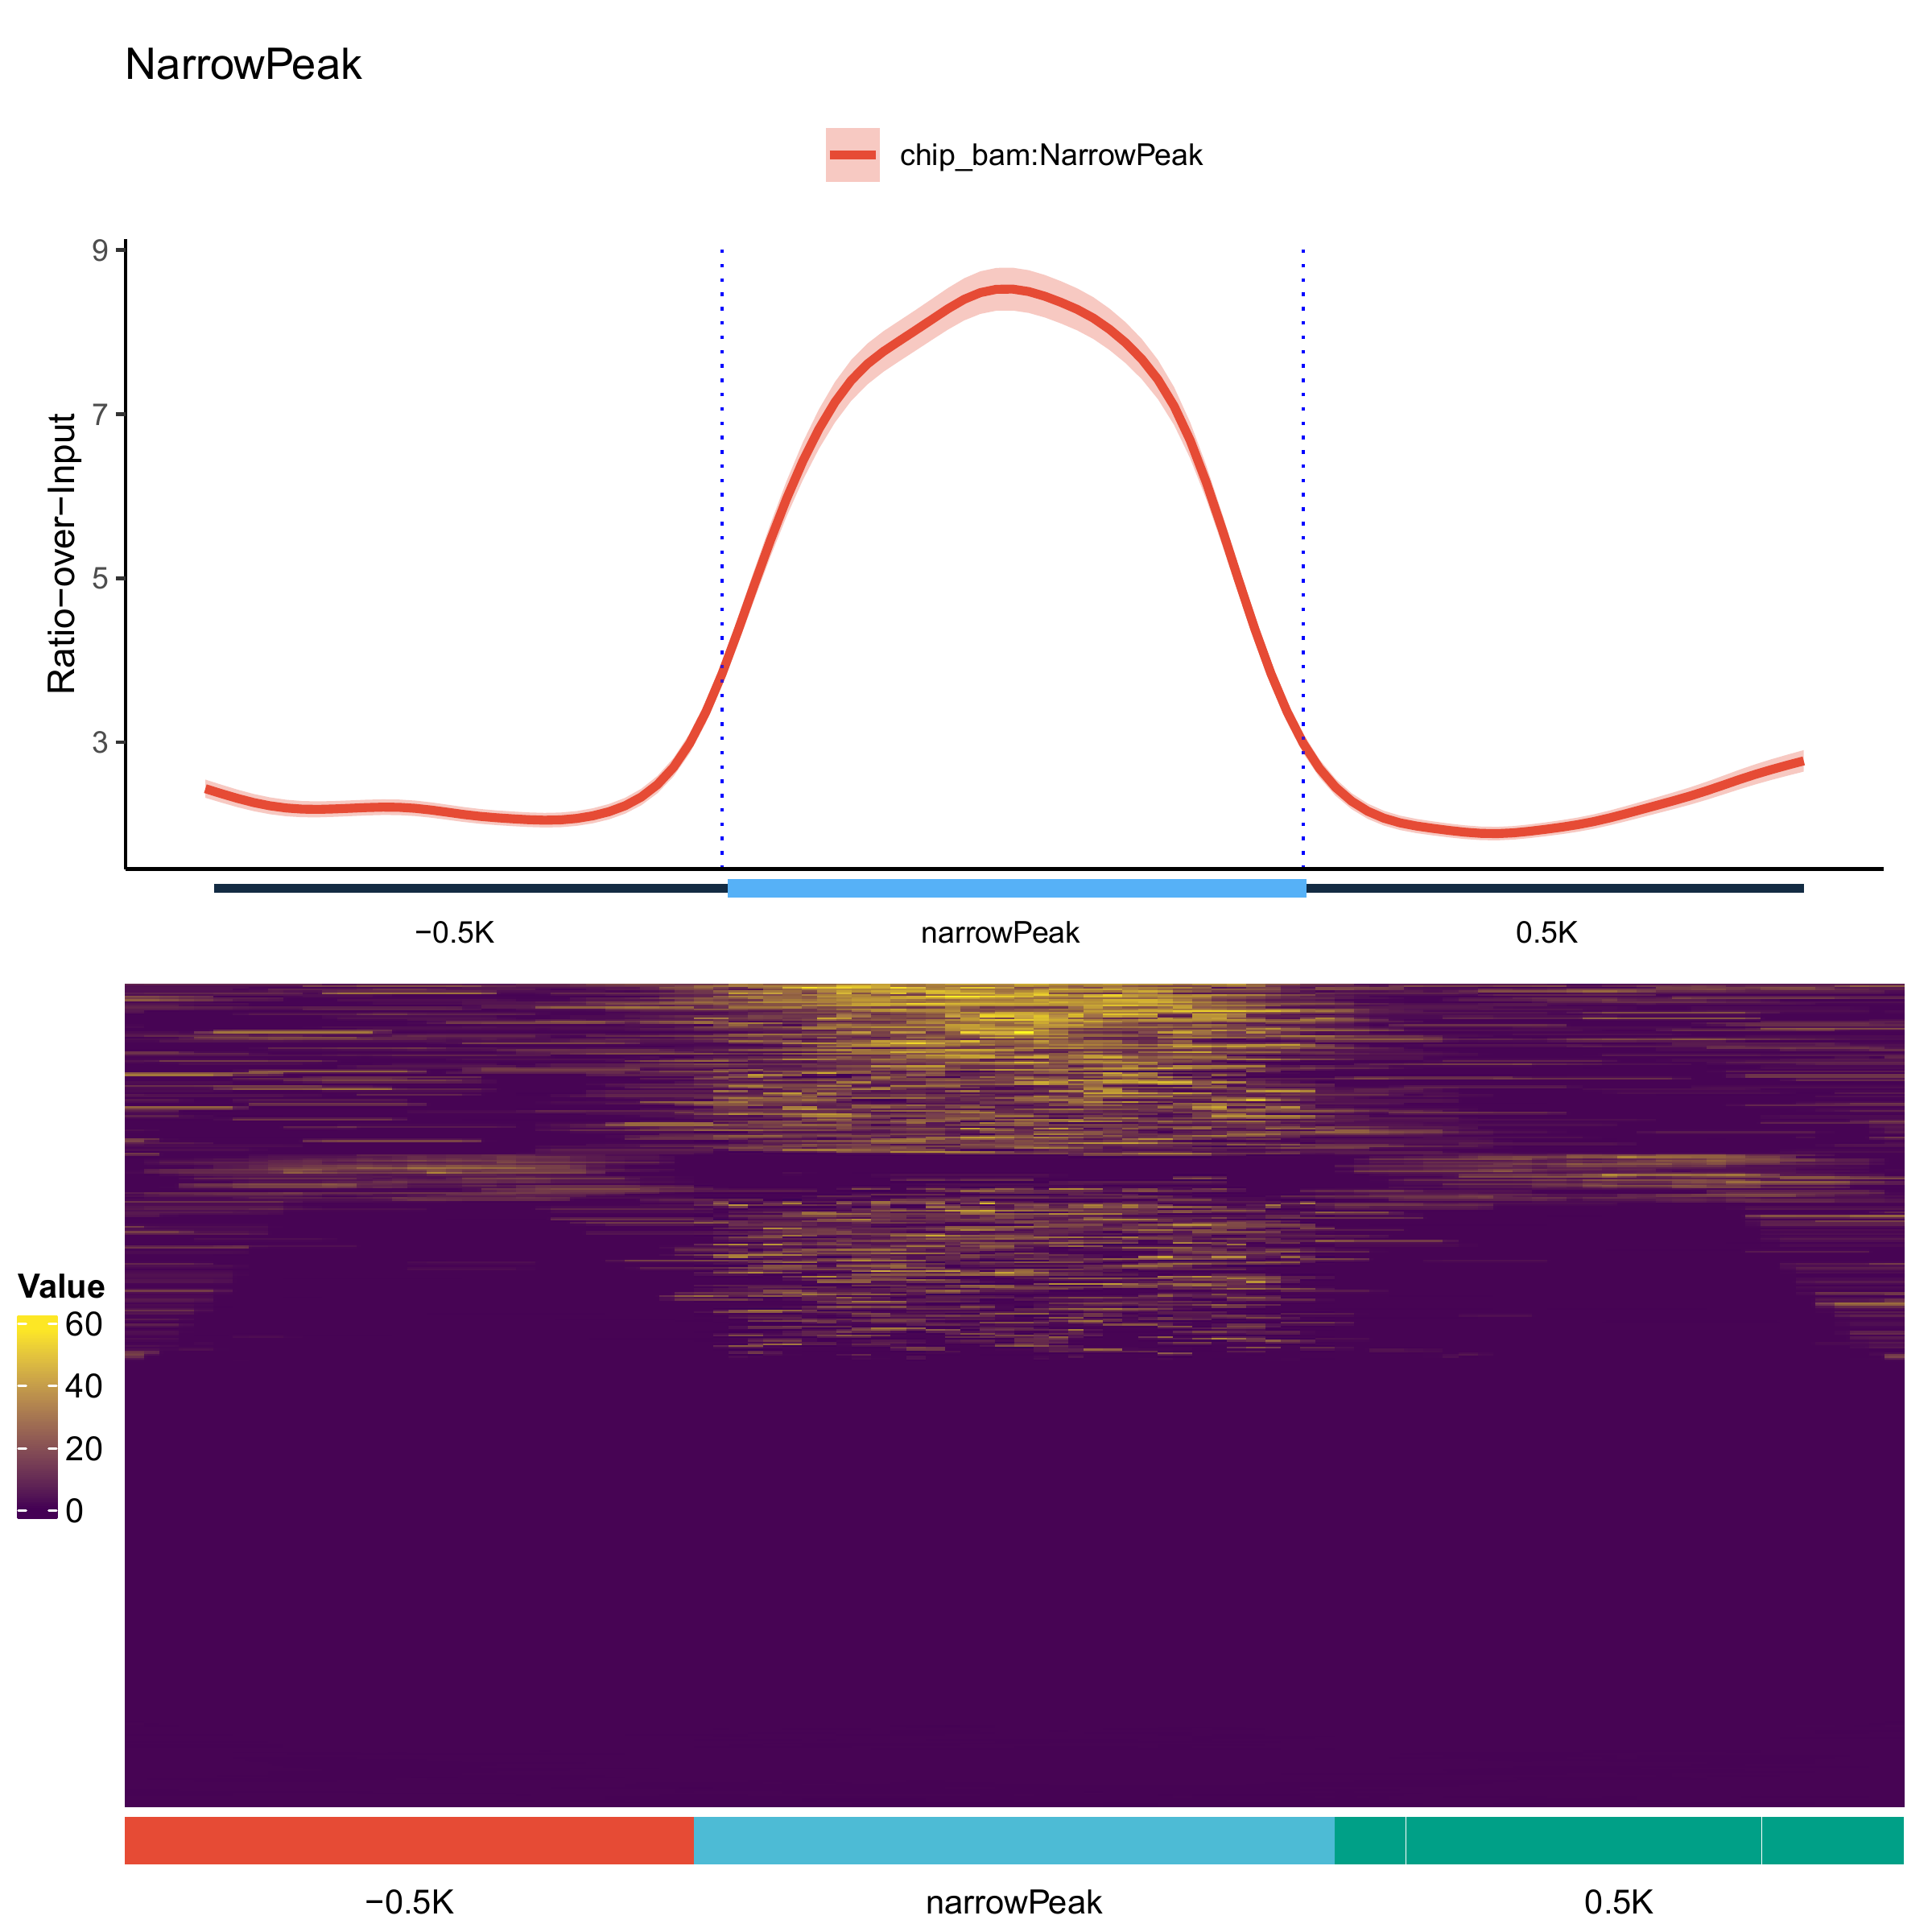 NarrowPeak
chip_bam:NarrowPeak
9
7
5
3
Ratio−over−Input
−0.5K narrowPeak 0.5K
Value
60
40
20
0
−0.5K narrowPeak 0.5K